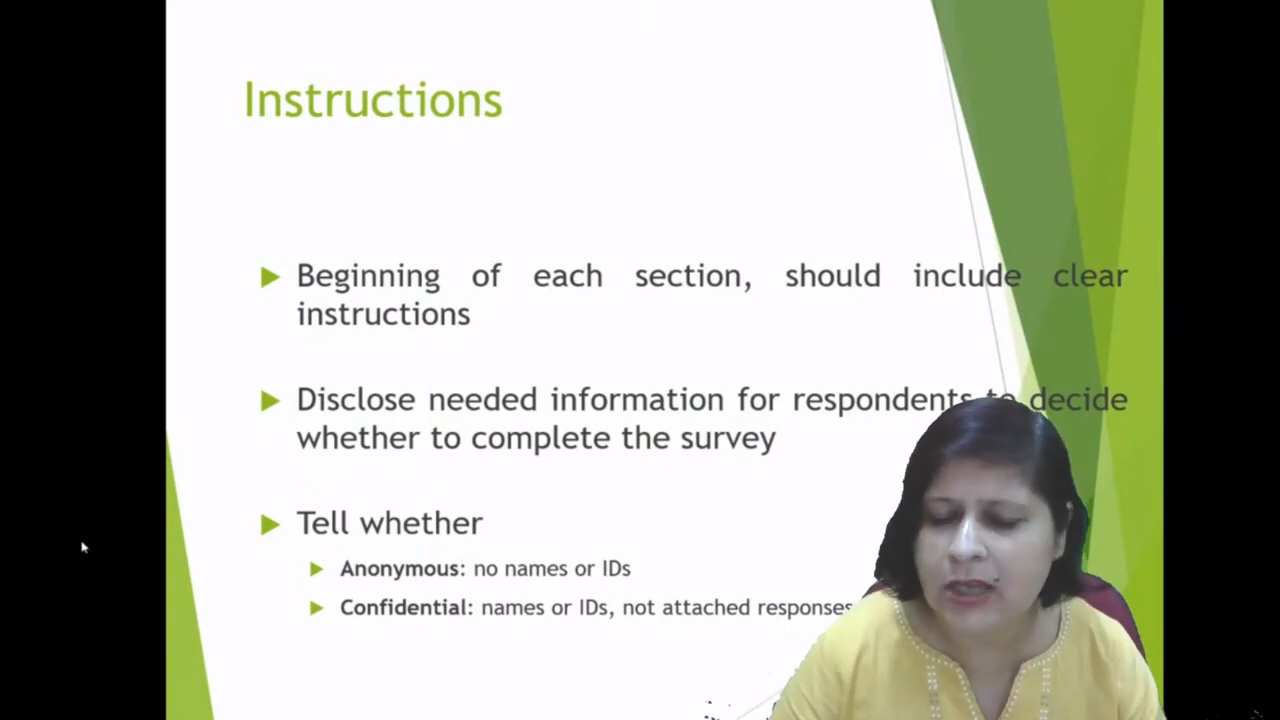 Instructions
Beginning of each section, should include clear
instructions
Disclose needed information for respondents to decide
whether to complete the survey
Tell whether
Anonymous: no names or IDs
Confidential: names or IDs, not attached responses